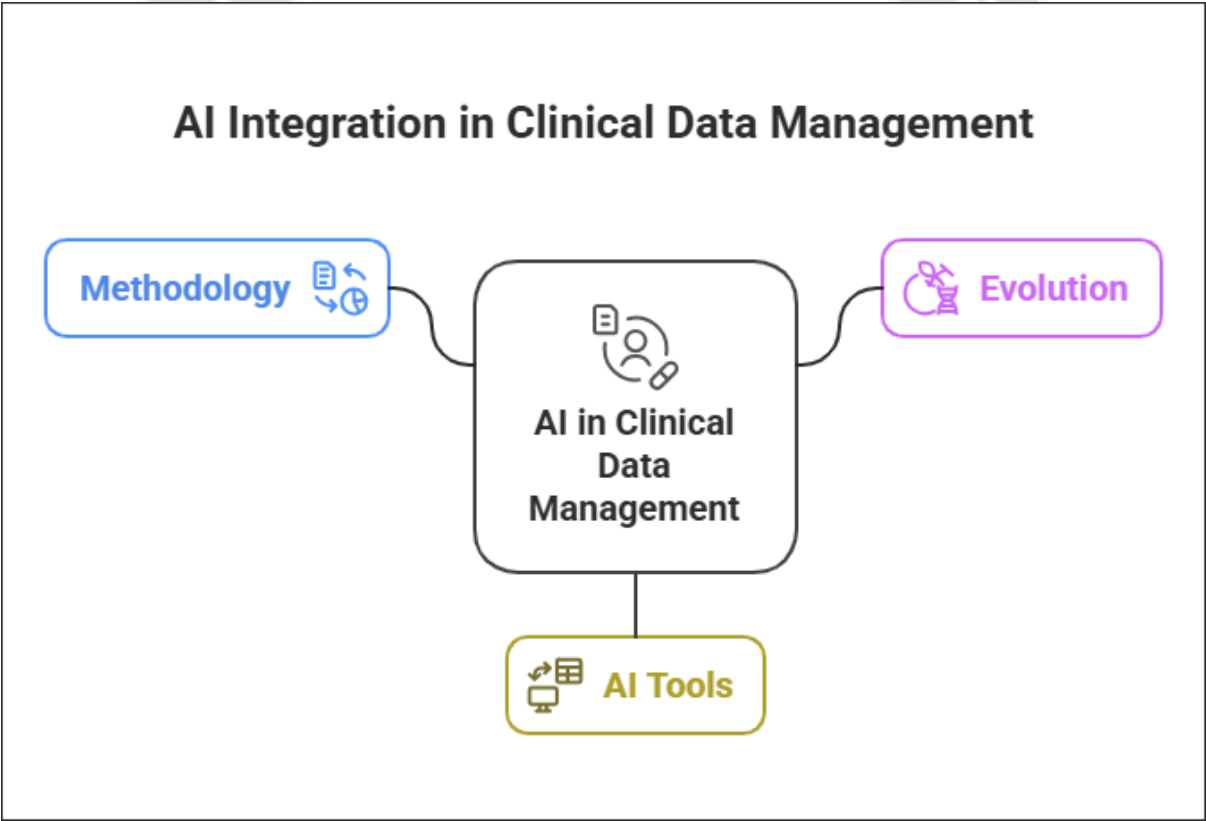 AI Integration in Clinical Data Management
Methodology
Evolution
AI in Clinical
Data
Management
AI Tools